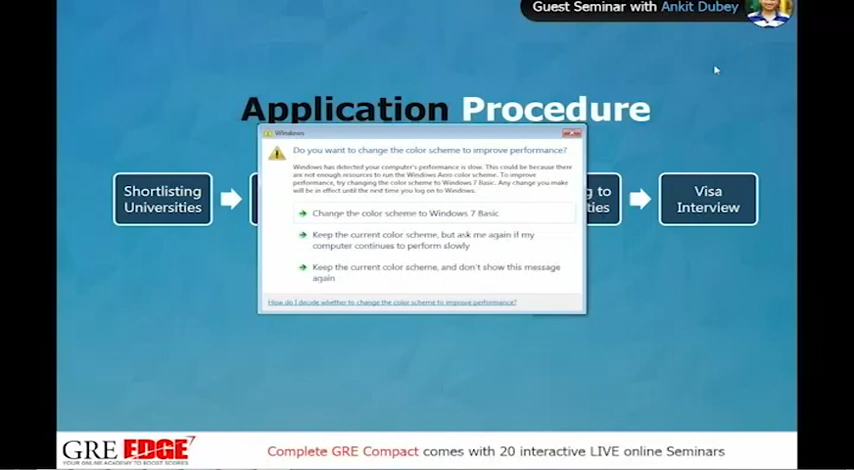 Guest Seminar with Ankit Dubey
Application Procedure
Windows
Do you want to change the color scheme to improve performance?
Windows has detected your computer's performance is slow. This could be because
there are not enough resources to run the Windows Aero color scheme. To improve
performance, try changing the color scheme to Windows 7 Basic. Any change you make
will be in effect until the next time you log on to Windows.
Change the color scheme to Windows 7 Basic
Keep the current color scheme, but ask me again if my
computer continues to perform slowly
Keep the current color scheme, and don't show this message
again
How do I decide whether to change the color scheme to improve performance?
Shortlisting
Universities
g to
ties
Visa
Interview
GRE EDGE
YOUR ONLINE ACADEMY TO BOOST SCORES
Complete GRE Compact comes with 20 interactive LIVE online Seminars